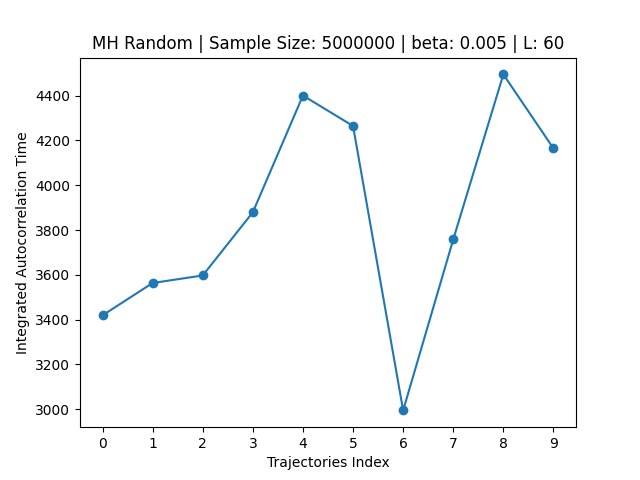 MH Random | Sample Size: 5000000 | beta: 0.005 | L: 60
Integrated Autocorrelation Time
4400
4200
4000
3800
3600
3400
3200
3000
0 1 2 3 4 5 6 7 8 9
Trajectories Index